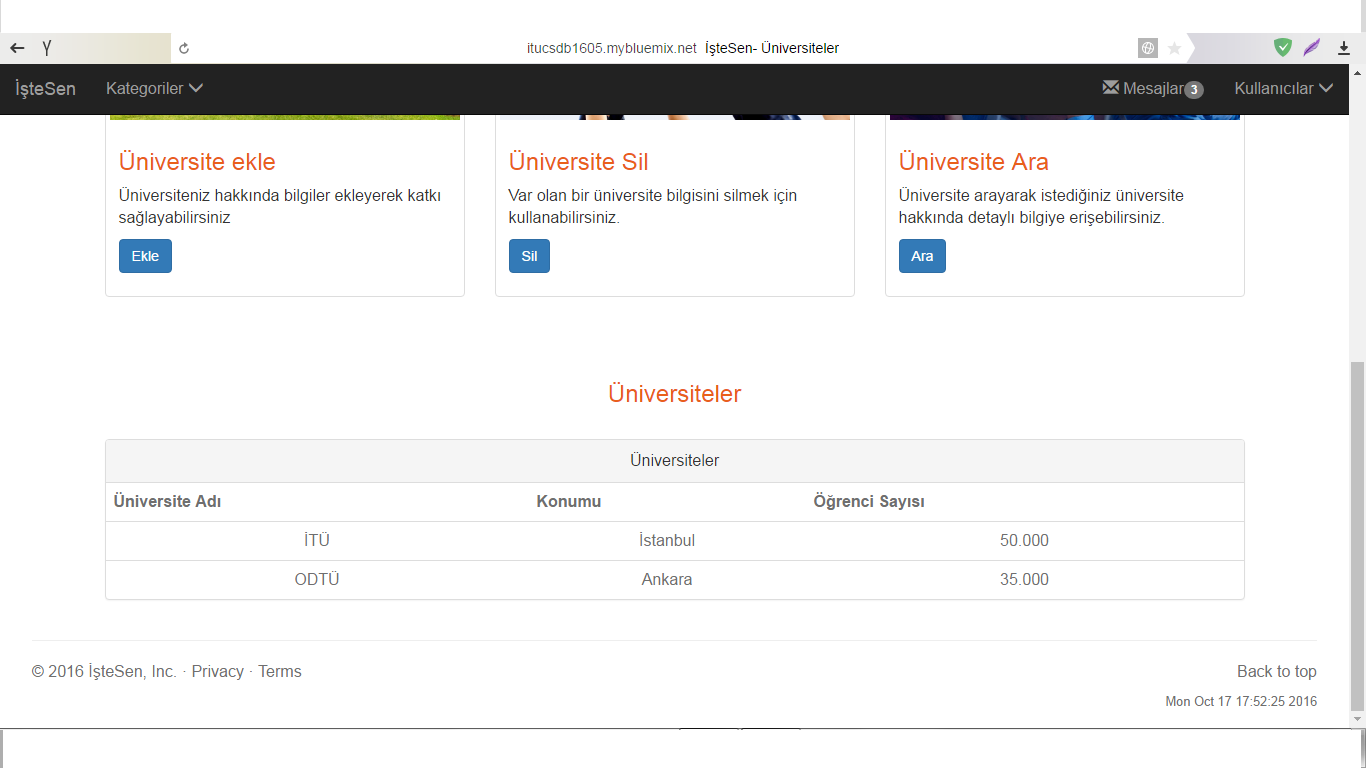 itucsdb1605.mybluemix.net İşteSen- Üniversiteler
İşteSen Kategoriler Mesajlar 3 Kullanıcılar
Üniversite ekle
Üniversiteniz hakkında bilgiler ekleyerek katkı
sağlayabilirsiniz
Ekle
Üniversite Sil
Var olan bir üniversite bilgisini silmek için
kullanabilirsiniz.
Sil
Üniversite Ara
Üniversite arayarak istediğiniz üniversite
hakkında detaylı bilgiye erişebilirsiniz.
Ara
Üniversiteler
Üniversiteler
Üniversite Adı Konumu Öğrenci Sayısı
İTÜ İstanbul 50.000
ODTÜ Ankara 35.000
© 2016 İşteSen, Inc. · Privacy · Terms Back to top
Mon Oct 17 17:52:25 2016